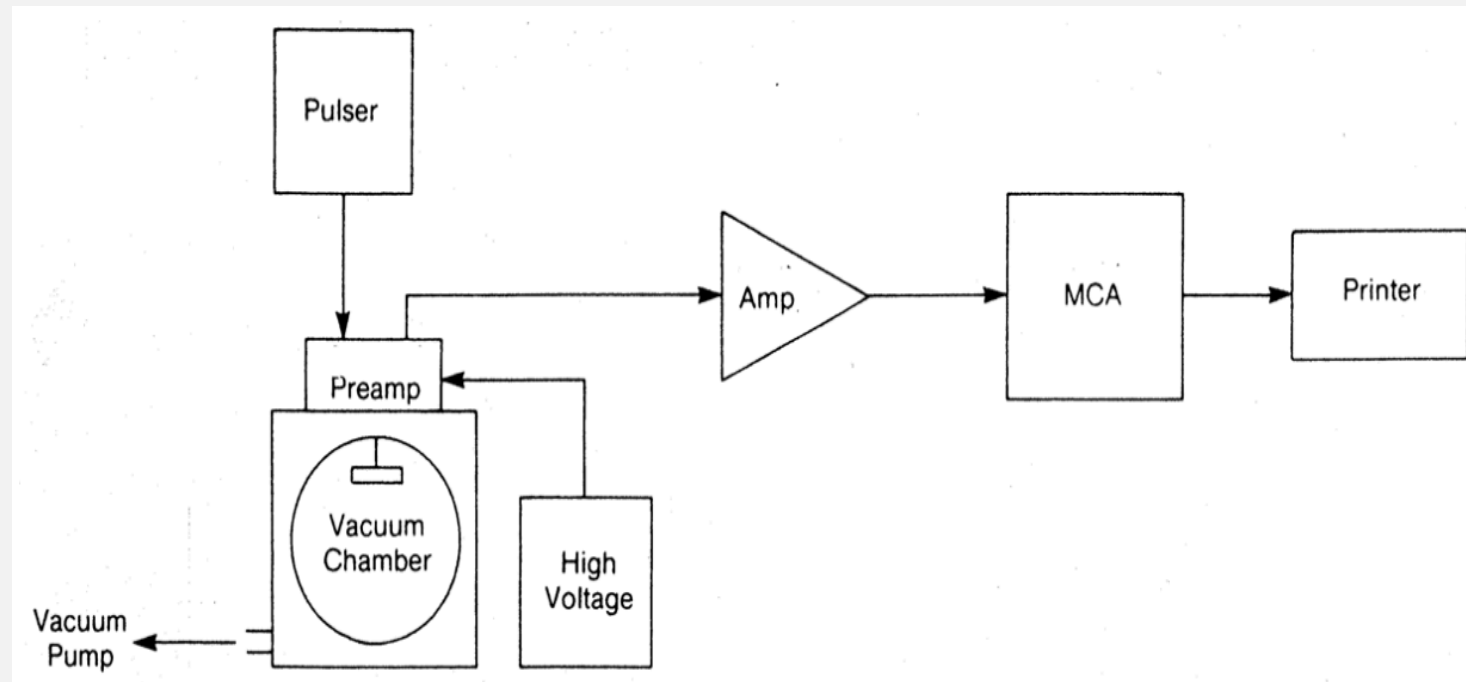 Pulser
Amp
MCA
Printer
Preamp
Vacuum
Chamber
High
Voltage
Vacuum
Pump